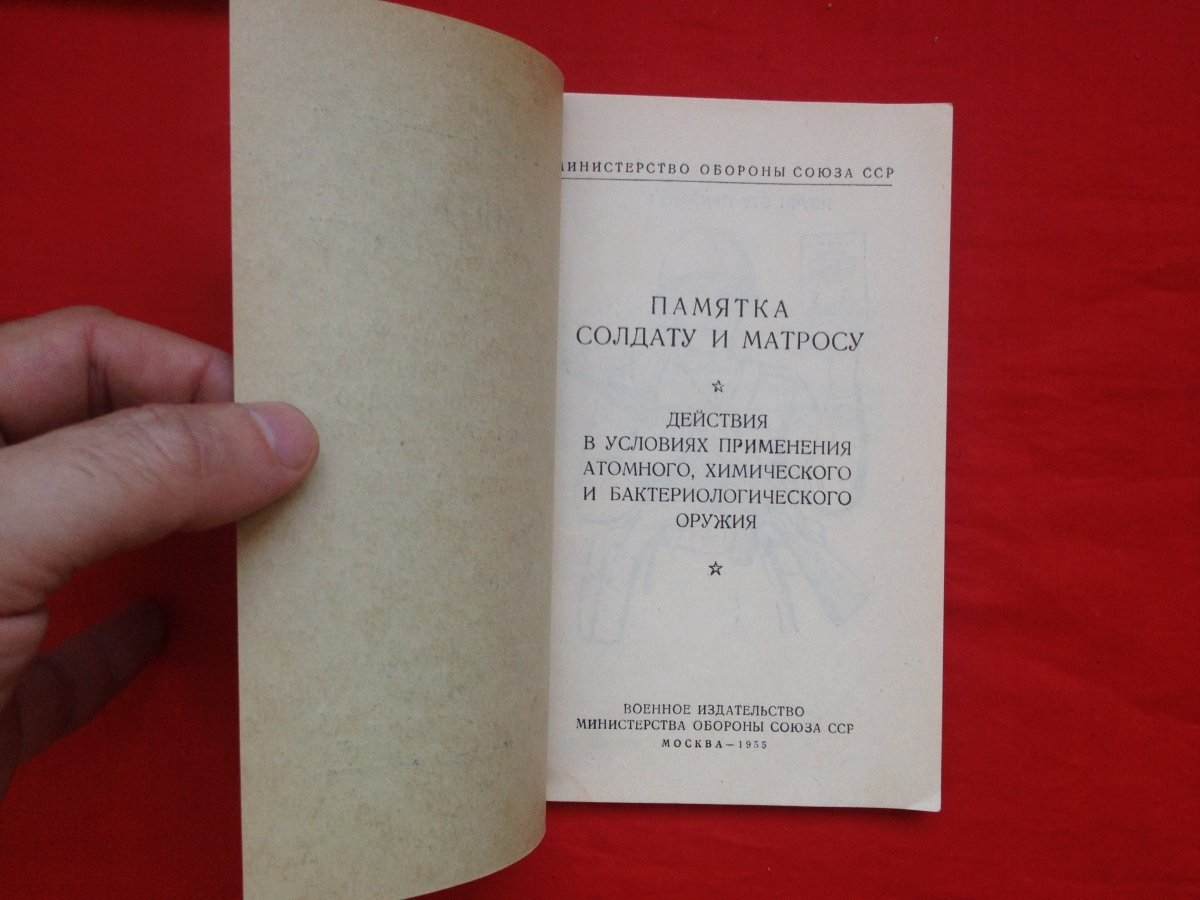 МИНИСТЕРСТВО ОБОРОНЫ СОЮЗА ССР
ПАМЯТКА
СОЛДАТУ И МАТРОСУ
ДЕЙСТВИЯ
В УСЛОВИЯХ ПРИМЕНЕНИЯ
АТОМНОГО, ХИМИЧЕСКОГО
И БАКТЕРИОЛОГИЧЕСКОГО
ОРУЖИЯ
ВОЕННОЕ ИЗДАТЕЛЬСТВО
МИНИСТЕРСТВА ОБОРОНЫ СОЮЗА ССР
МОСКВА — 1955